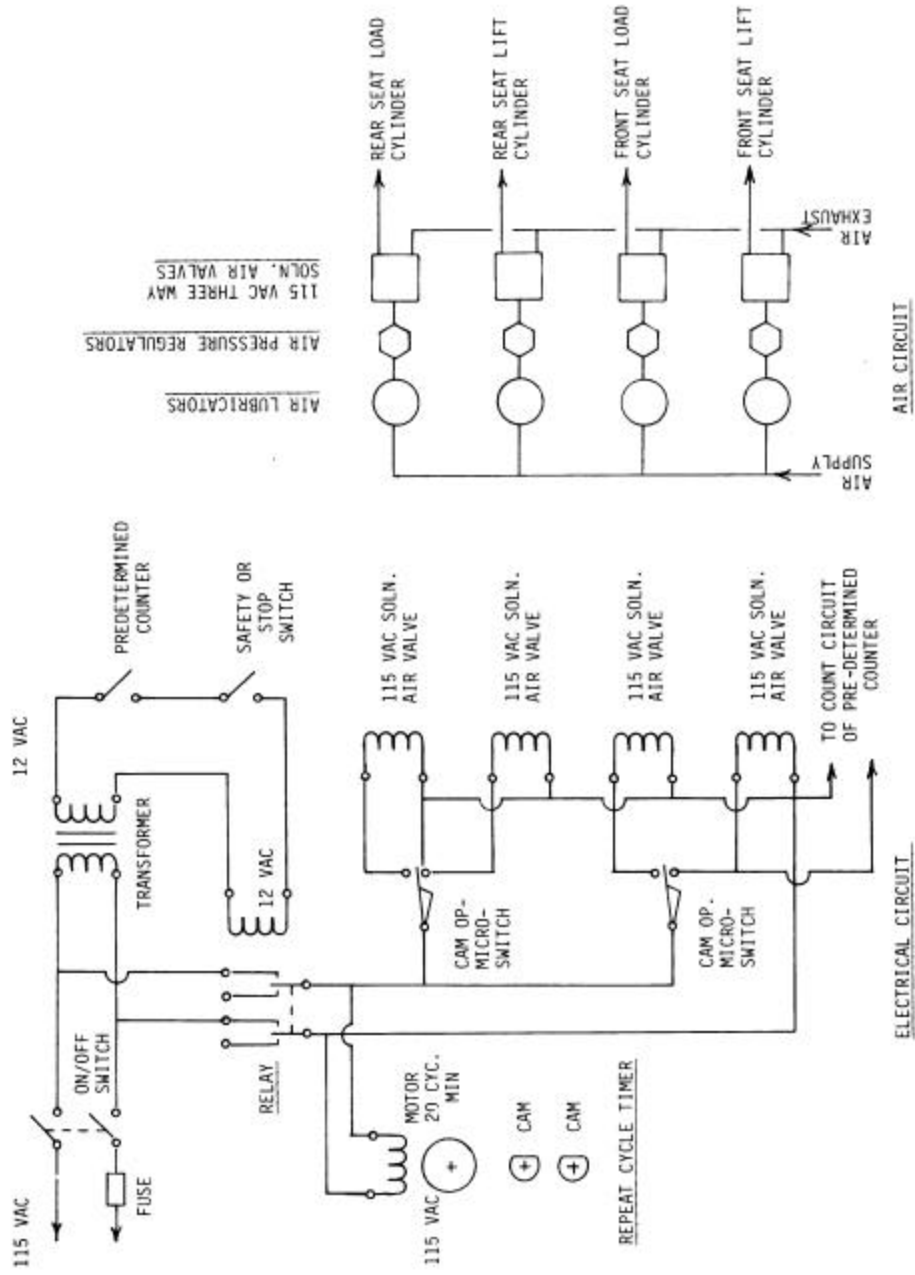 115 VAC
ON/OFF
SWITCH
FUSE
12 VAC
TRANSFORMER
PREDETERMINED
COUNTER
12 VAC
SAFETY OR
STOP
SWITCH
RELAY
MOTOR
20 CYC.
MIN
115 VAC
CAM
CAM
REPEAT CYCLE TIMER
CAM OP-
MICRO-
SWITCH
CAM OP.
MICRO-
SWITCH
115 VAC SOLN.
AIR VALVE
115 VAC SOLN.
AIR VALVE
115 VAC SOLN.
AIR VALVE
115 VAC SOLN.
AIR VALVE
TO COUNT CIRCUIT
OF PRE-DETERMINED
COUNTER
ELECTRICAL CIRCUIT
AIR LUBRICATORS
AIR PRESSURE REGULATORS
115 VAC THREE WAY
SOLN. AIR VALVES
REAR SEAT LOAD
CYLINDER
REAR SEAT LIFT
CYLINDER
FRONT SEAT LOAD
CYLINDER
FRONT SEAT LIFT
CYLINDER
AIR
SUPPLY
AIR
EXHAUST
AIR CIRCUIT